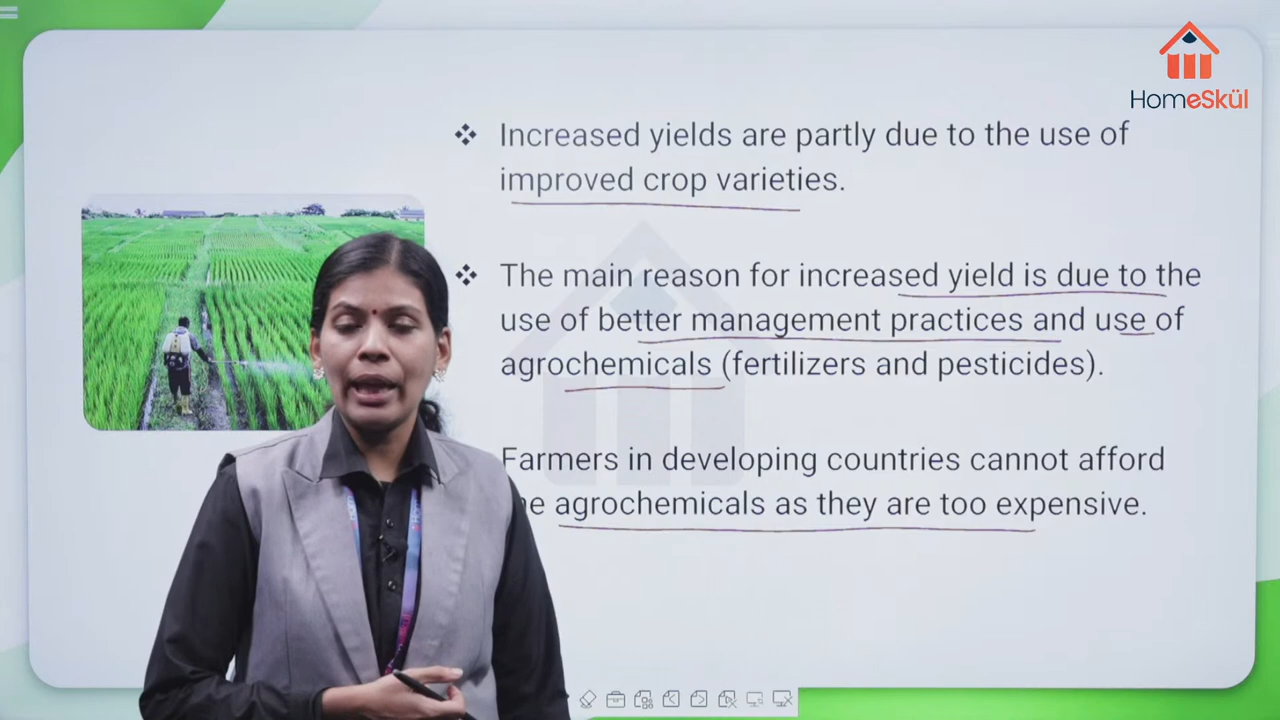 HomeSkül
❖ Increased yields are partly due to the use of
improved crop varieties.
❖ The main reason for increased yield is due to the
use of better management practices and use of
agrochemicals (fertilizers and pesticides).
Farmers in developing countries cannot afford
agrochemicals as they are too expensive.